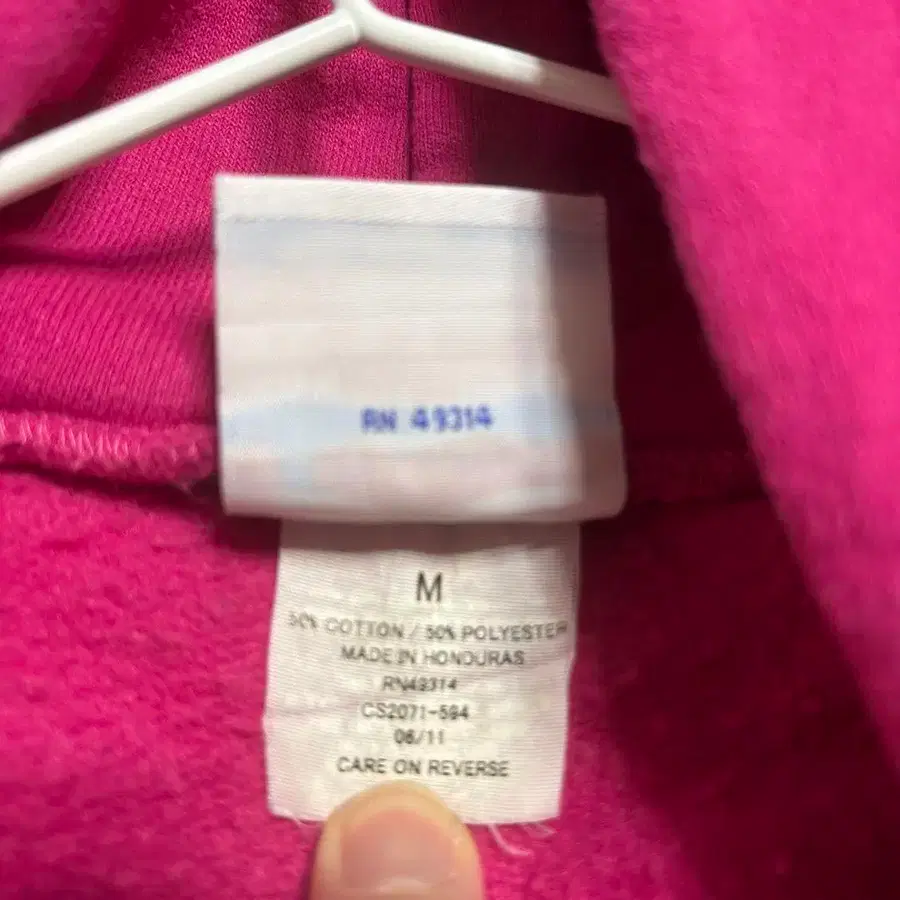 RN 49314
M
50% COTTON / 50% POLYESTER
MADE IN HONDURAS
RN49314
CS2071-594
06/11
CARE ON REVERSE